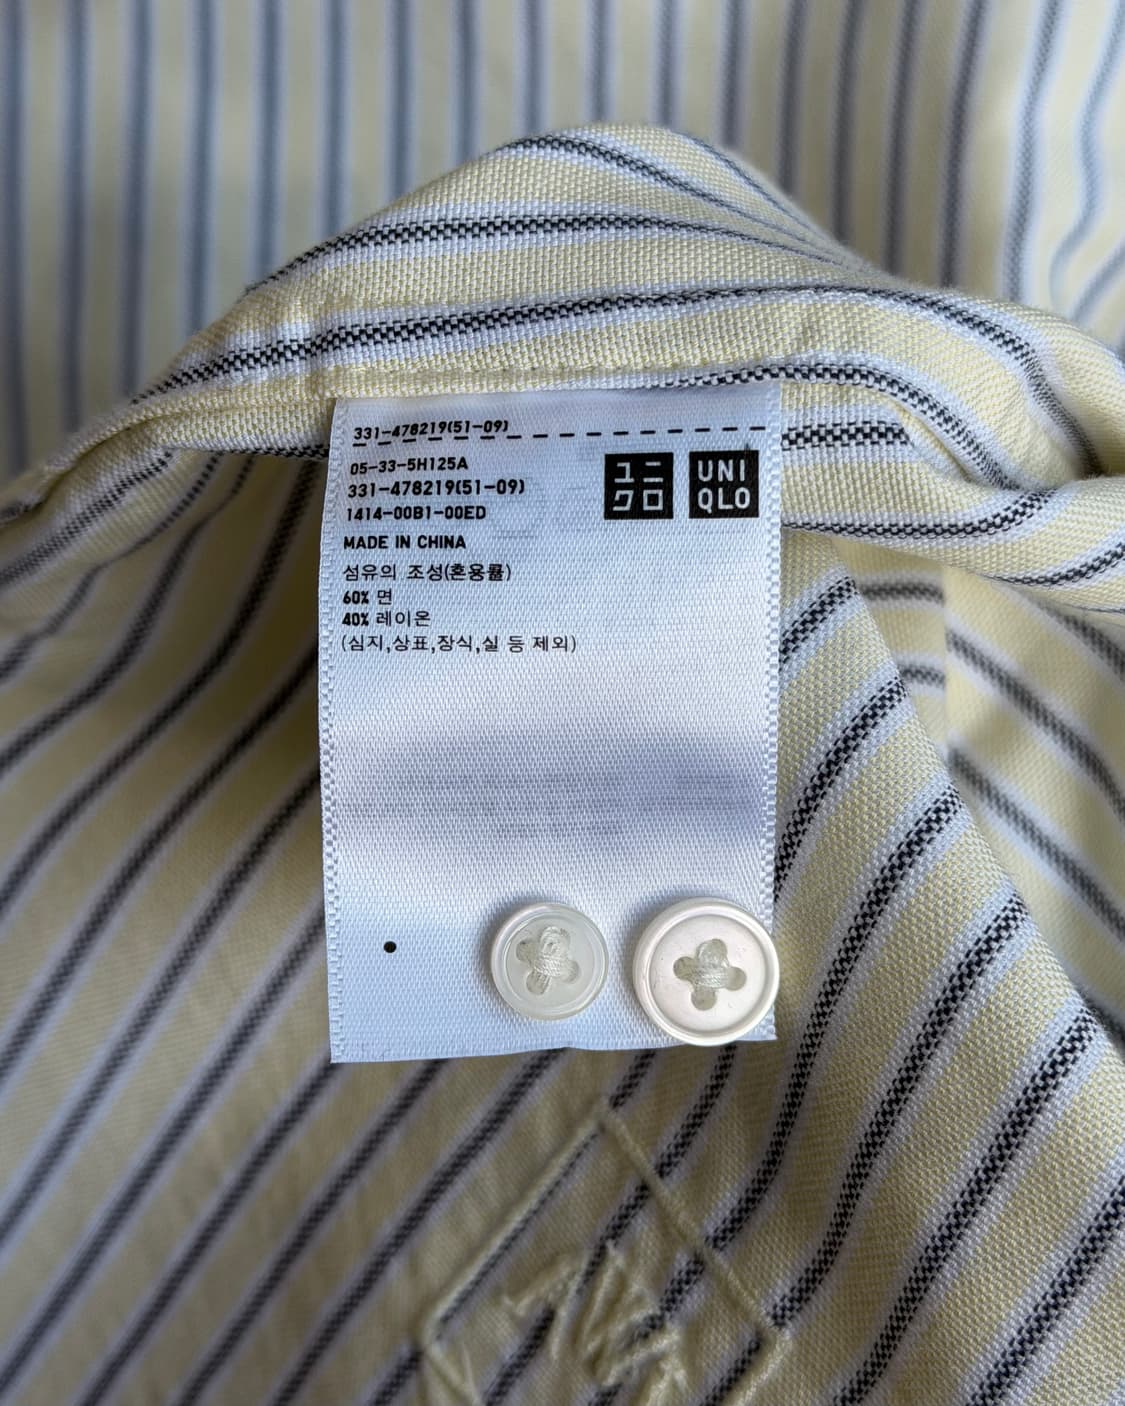 331-478219(51-09)
05-33-5H125A
331-478219(51-09)
1414-00B1-00ED
ユニ
クロ
UNI
QLO
MADE IN CHINA
섬유의 조성(혼용률)
60% 면
40% 레이온
(심지,상표,장식,실 등 제외)